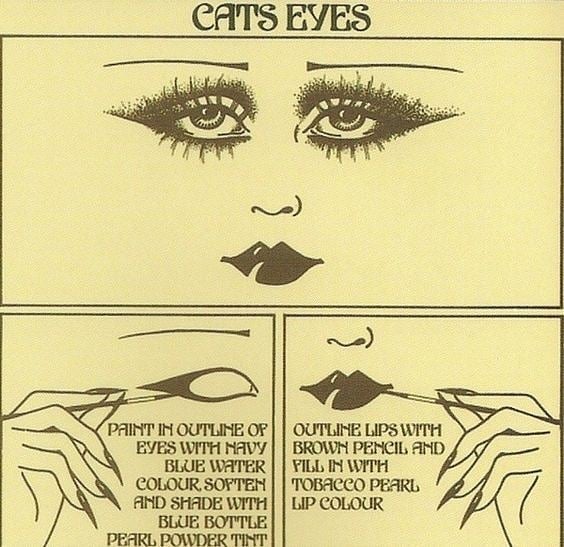 CATS EYES
PAINT IN OUTLINE OF
EYES WITH NAVY
BLUE WATER
COLOUR, SOFTEN
AND SHADE WITH
BLUE BOTTLE
PEARL POWDER TINT
OUTLINE LIPS WITH
BROWN PENCIL AND
FILL IN WITH
TOBACCO PEARL
LIP COLOUR